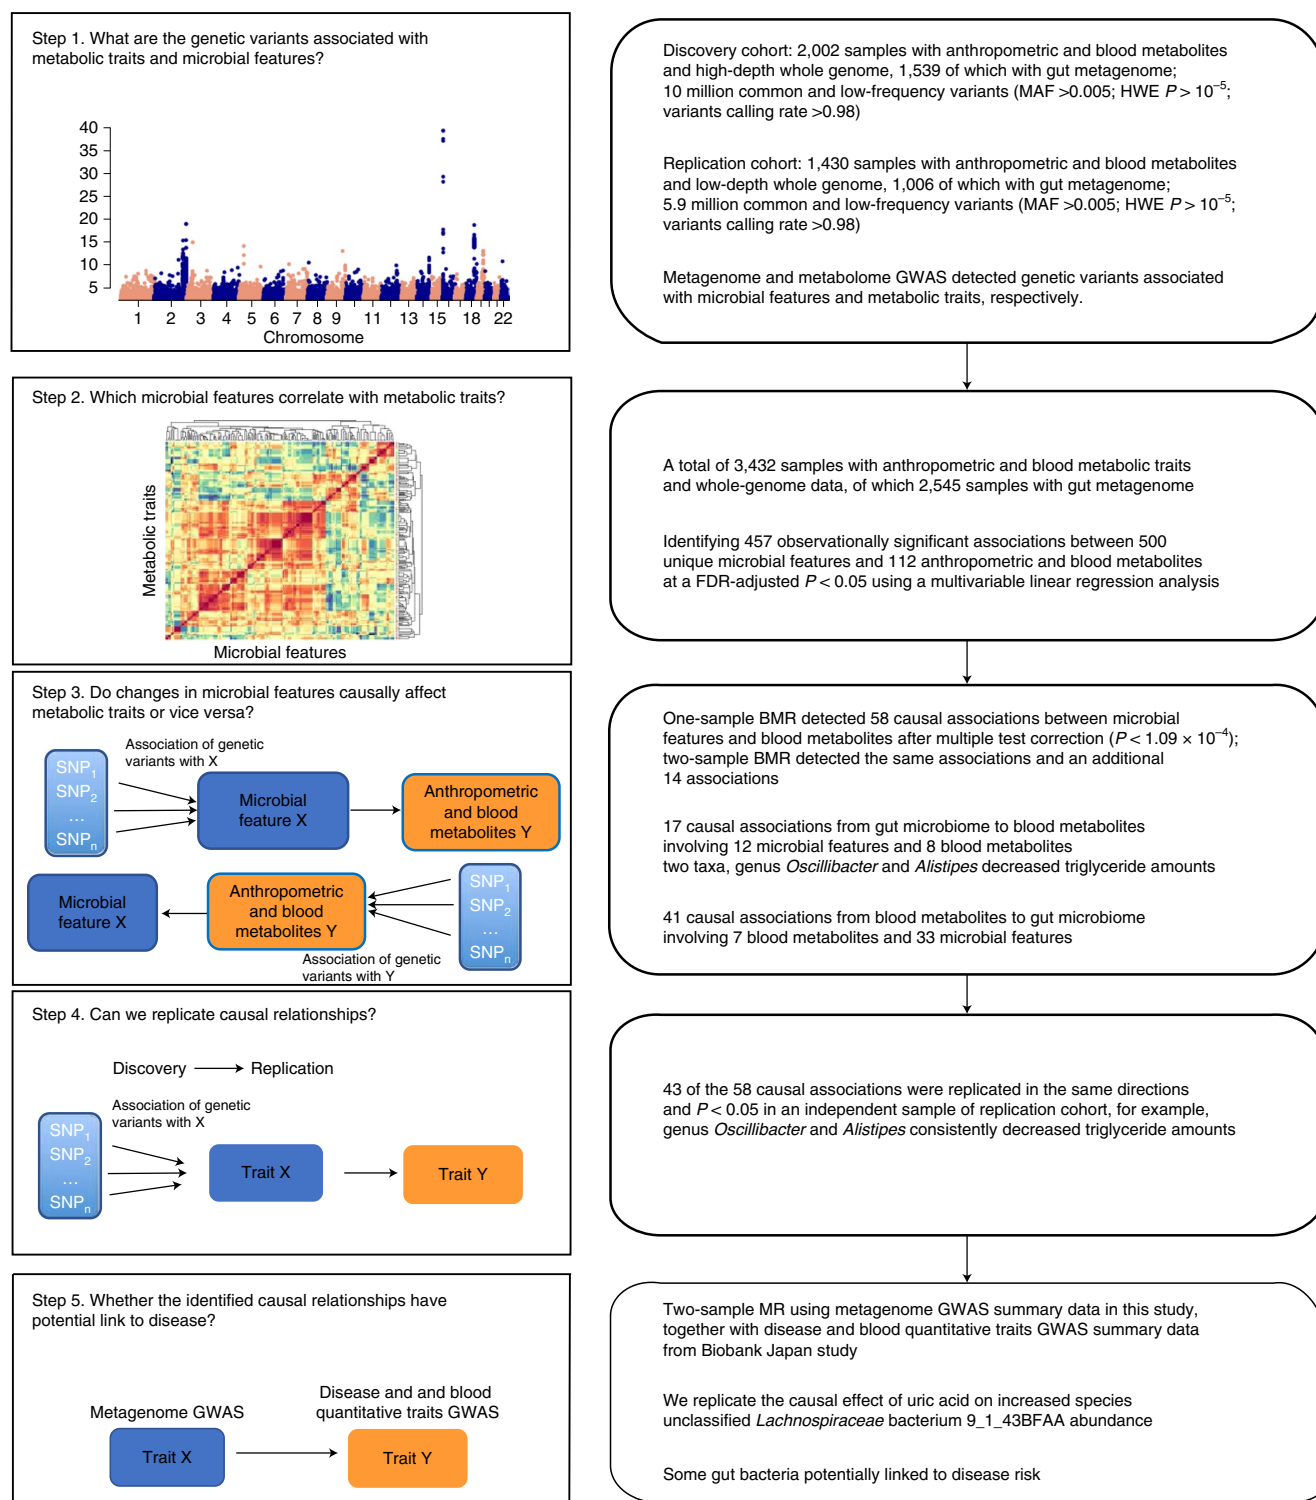 Step 1. What are the genetic variants associated with
metabolic traits and microbial features?
40
35
30
25
20
15
10
5
1 2 3 4 5 6 7 8 9 11 13 15 18 22
Chromosome
Discovery cohort: 2,002 samples with anthropometric and blood metabolites
and high-depth whole genome, 1,539 of which with gut metagenome;
10 million common and low-frequency variants (MAF >0.005; HWE P > 10⁻⁵;
variants calling rate >0.98)
Replication cohort: 1,430 samples with anthropometric and blood metabolites
and low-depth whole genome, 1,006 of which with gut metagenome;
5.9 million common and low-frequency variants (MAF >0.005; HWE P > 10⁻⁵;
variants calling rate >0.98)
Metagenome and metabolome GWAS detected genetic variants associated
with microbial features and metabolic traits, respectively.
Step 2. Which microbial features correlate with metabolic traits?
Metabolic traits
Microbial features
A total of 3,432 samples with anthropometric and blood metabolic traits
and whole-genome data, of which 2,545 samples with gut metagenome
Identifying 457 observationally significant associations between 500
unique microbial features and 112 anthropometric and blood metabolites
at a FDR-adjusted P < 0.05 using a multivariable linear regression analysis
Step 3. Do changes in microbial features causally affect
metabolic traits or vice versa?
Association of genetic
variants with X
SNP₁
SNP₂
...
SNPₙ
Microbial
feature X
Anthropometric
and blood
metabolites Y
Microbial
feature X
Anthropometric
and blood
metabolites Y
SNP₁
SNP₂
...
SNPₙ
Association of genetic
variants with Y
One-sample BMR detected 58 causal associations between microbial
features and blood metabolites after multiple test correction (P < 1.09 × 10⁻⁴);
two-sample BMR detected the same associations and an additional
14 associations
17 causal associations from gut microbiome to blood metabolites
involving 12 microbial features and 8 blood metabolites
two taxa, genus Oscillibacter and Alistipes decreased triglyceride amounts
41 causal associations from blood metabolites to gut microbiome
involving 7 blood metabolites and 33 microbial features
Step 4. Can we replicate causal relationships?
Discovery Replication
Association of genetic
variants with X
SNP₁
SNP₂
...
SNPₙ
Trait X
Trait Y
43 of the 58 causal associations were replicated in the same directions
and P < 0.05 in an independent sample of replication cohort, for example,
genus Oscillibacter and Alistipes consistently decreased triglyceride amounts
Step 5. Whether the identified causal relationships have
potential link to disease?
Metagenome GWAS
Trait X
Disease and and blood
quantitative traits GWAS
Trait Y
Two-sample MR using metagenome GWAS summary data in this study,
together with disease and blood quantitative traits GWAS summary data
from Biobank Japan study
We replicate the causal effect of uric acid on increased species
unclassified Lachnospiraceae bacterium 9_1_43BFAA abundance
Some gut bacteria potentially linked to disease risk